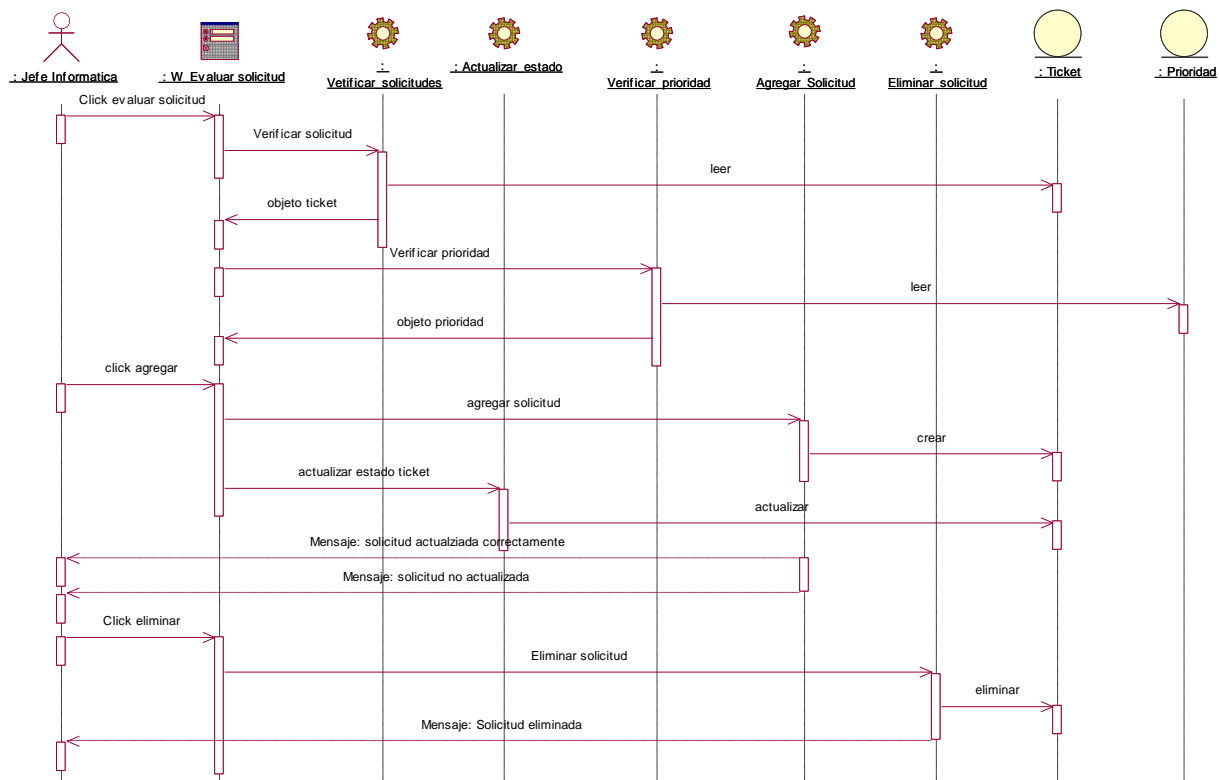 : Jefe Informatica
: W_Evaluar solicitud
:
Vetificar_solicitudes
: Actualizar_estado
:
Verificar_prioridad
:
Agregar_Solicitud
:
Eliminar_solicitud
: Ticket
: Prioridad
Click evaluar solicitud
Verificar solicitud
leer
objeto ticket
Verificar prioridad
leer
objeto prioridad
click agregar
agregar solicitud
crear
actualizar estado ticket
actualizar
Mensaje: solicitud actualziada correctamente
Mensaje: solicitud no actualizada
Click eliminar
Eliminar solicitud
eliminar
Mensaje: Solicitud eliminada